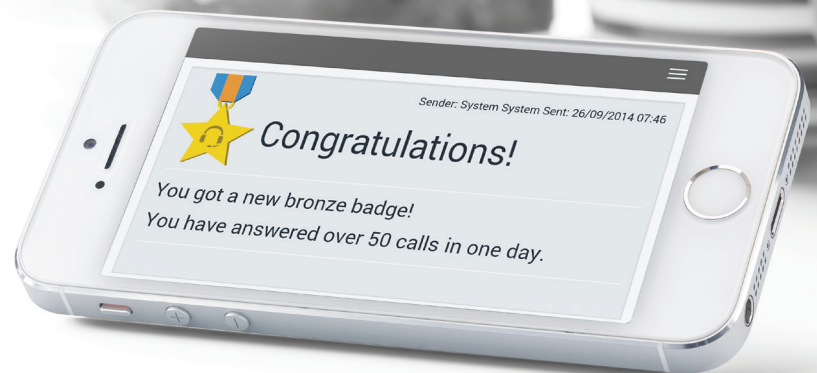 Sender: System System Sent: 26/09/2014 07:46
Congratulations!
You got a new bronze badge!
You have answered over 50 calls in one day.